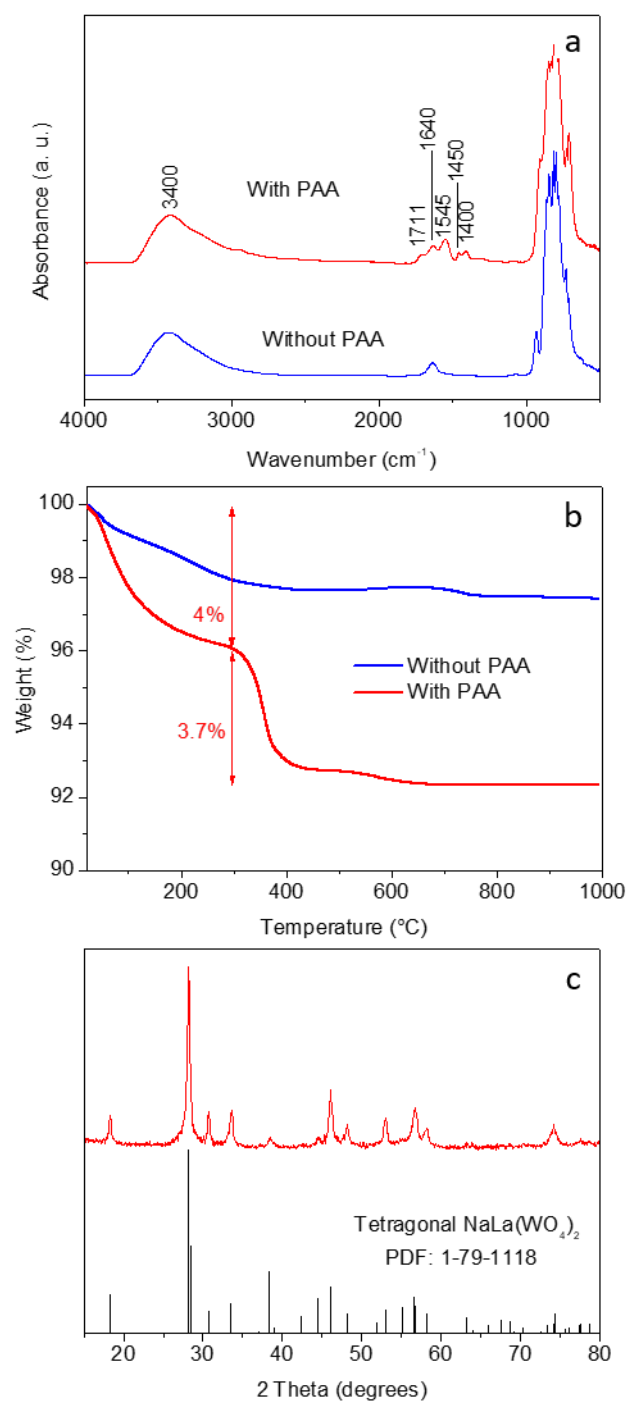 a
3400
With PAA
1711
1640
1545
1450
1400
Without PAA
Absorbance (a. u.)
4000 3000 2000 1000
Wavenumber (cm⁻¹)
b
100
98
96
94
92
90
4%
3.7%
Without PAA
With PAA
Weight (%)
200 400 600 800 1000
Temperature (°C)
c
Tetragonal NaLa(WO₄)₂
PDF: 1-79-1118
20 30 40 50 60 70 80
2 Theta (degrees)